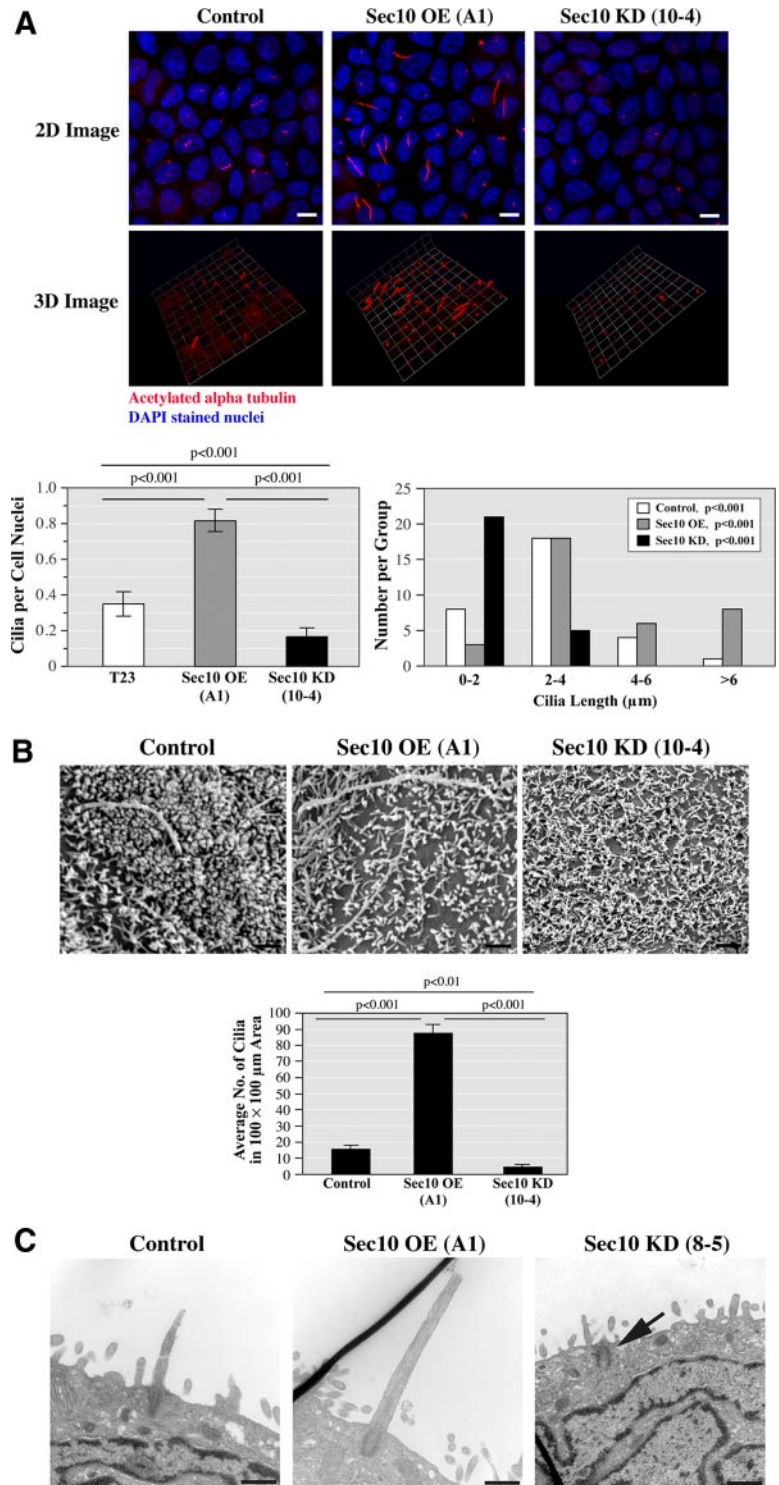 A
Control
Sec10 OE (A1)
Sec10 KD (10-4)
2D Image
3D Image
Acetylated alpha tubulin
DAPI stained nuclei
p<0.001
p<0.001
p<0.001
Cilia per Cell Nuclei
1.0
0.8
0.6
0.4
0.2
0
T23
Sec10 OE
(A1)
Sec10 KD
(10-4)
Number per Group
25
20
15
10
5
0
Control, p<0.001
Sec10 OE, p<0.001
Sec10 KD, p<0.001
0-2
2-4
4-6
>6
Cilia Length (µm)
B
Control
Sec10 OE (A1)
Sec10 KD (10-4)
p<0.01
p<0.001
p<0.001
Average No. of Cilia
in 100 × 100 µm Area
100
90
80
70
60
50
40
30
20
10
0
Control
Sec10 OE
(A1)
Sec10 KD
(10-4)
C
Control
Sec10 OE (A1)
Sec10 KD (8-5)